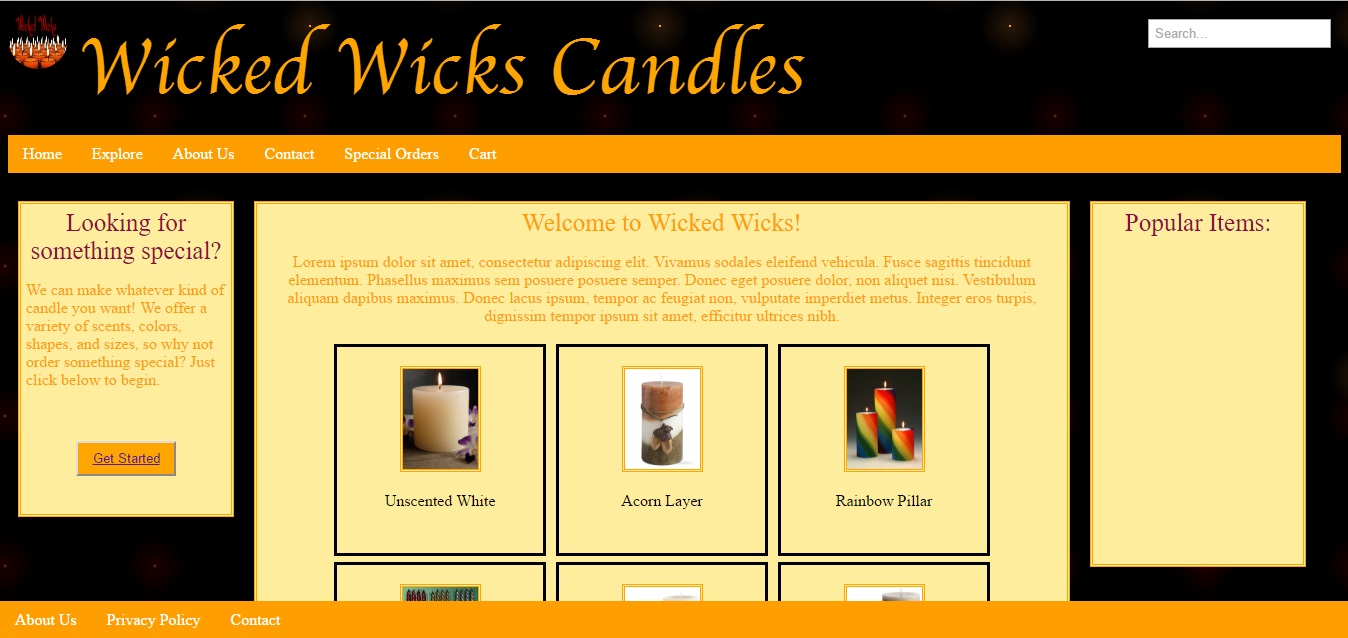 Wicked Wicks
Wicked Wicks Candles
Search...
Home Explore About Us Contact Special Orders Cart
Looking for
something special?
We can make whatever kind of
candle you want! We offer a
variety of scents, colors,
shapes, and sizes, so why not
order something special? Just
click below to begin.
Get Started
Welcome to Wicked Wicks!
Lorem ipsum dolor sit amet, consectetur adipiscing elit. Vivamus sodales eleifend vehicula. Fusce sagittis tincidunt
elementum. Phasellus maximus sem posuere posuere semper. Donec eget posuere dolor, non aliquet nisi. Vestibulum
aliquam dapibus maximus. Donec lacus ipsum, tempor ac feugiat non, vulputate imperdiet metus. Integer eros turpis,
dignissim tempor ipsum sit amet, efficitur ultrices nibh.
Unscented White
Acorn Layer
Rainbow Pillar
Popular Items:
About Us Privacy Policy Contact